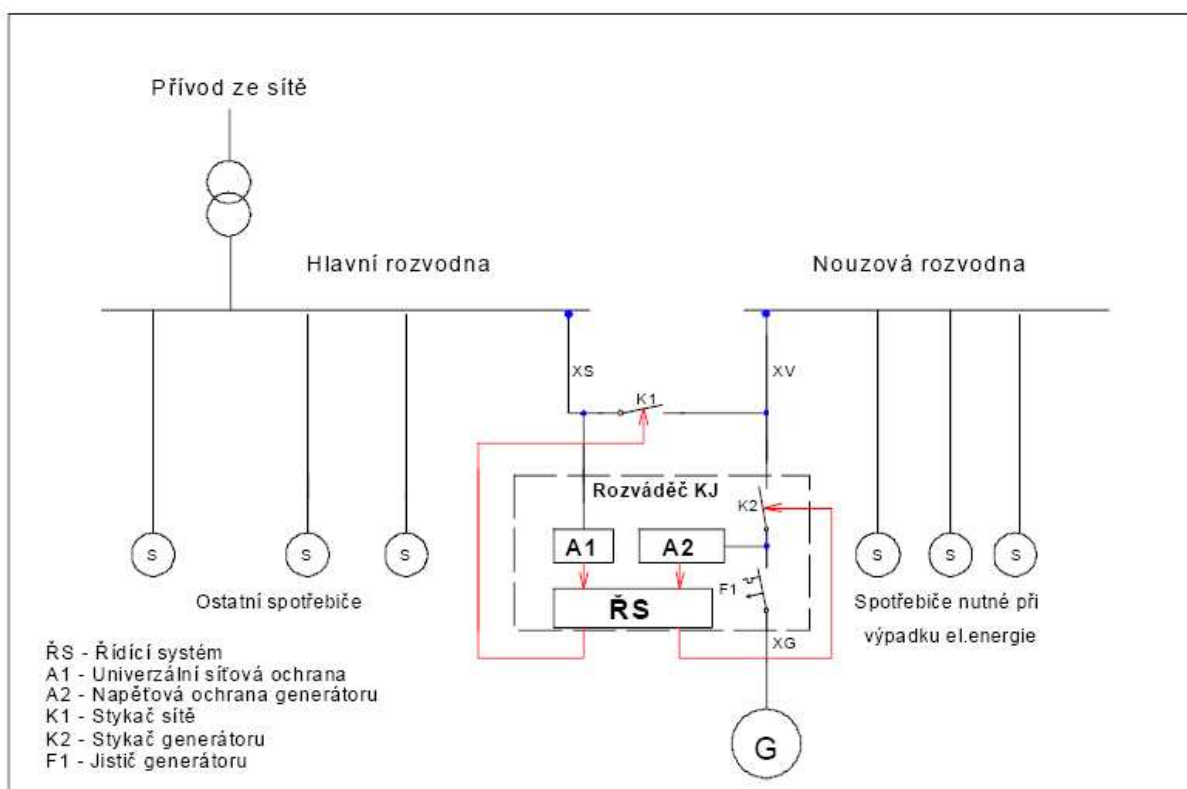 Přívod ze sítě
Hlavní rozvodna
Nouzová rozvodna
XS
XV
K1
Rozváděč KJ
K2
A1
A2
F1
ŘS
XG
S
S
S
S
S
S
Ostatní spotřebiče
Spotřebiče nutné při
výpadku el.energie
G
ŘS - Řídící systém
A1 - Univerzální síťová ochrana
A2 - Napěťová ochrana generátoru
K1 - Stykač sítě
K2 - Stykač generátoru
F1 - Jistič generátoru